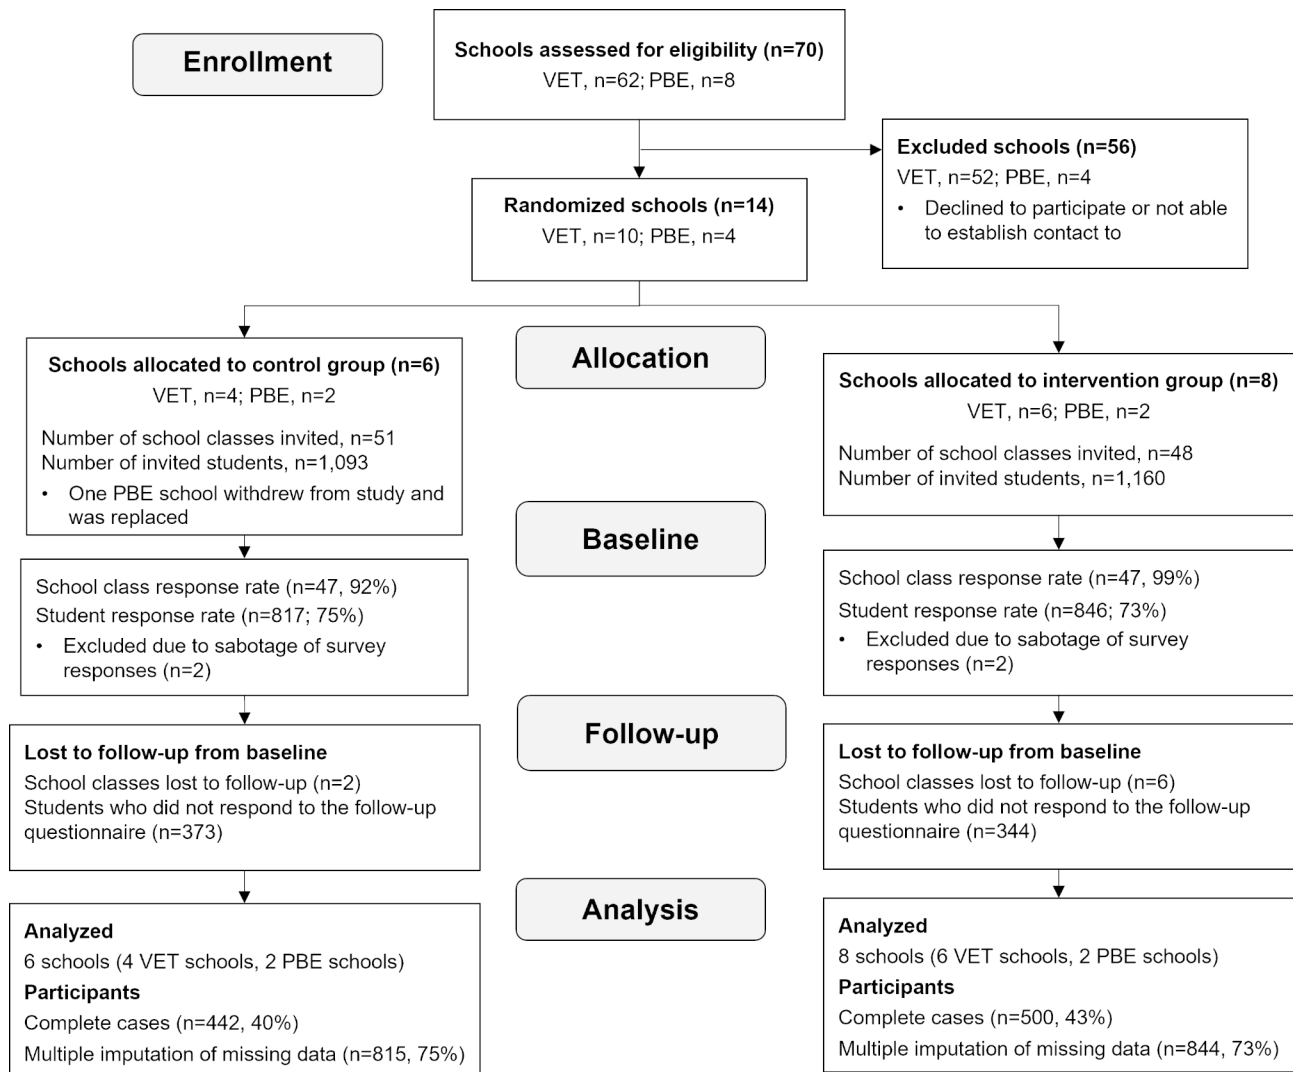 Enrollment
Schools assessed for eligibility (n=70)
VET, n=62; PBE, n=8
Excluded schools (n=56)
VET, n=52; PBE, n=4
• Declined to participate or not able
to establish contact to
Randomized schools (n=14)
VET, n=10; PBE, n=4
Allocation
Schools allocated to control group (n=6)
VET, n=4; PBE, n=2
Number of school classes invited, n=51
Number of invited students, n=1,093
• One PBE school withdrew from study and
was replaced
Schools allocated to intervention group (n=8)
VET, n=6; PBE, n=2
Number of school classes invited, n=48
Number of invited students, n=1,160
Baseline
School class response rate (n=47, 92%)
Student response rate (n=817; 75%)
• Excluded due to sabotage of survey
responses (n=2)
School class response rate (n=47, 99%)
Student response rate (n=846; 73%)
• Excluded due to sabotage of survey
responses (n=2)
Follow-up
Lost to follow-up from baseline
School classes lost to follow-up (n=2)
Students who did not respond to the follow-up
questionnaire (n=373)
Lost to follow-up from baseline
School classes lost to follow-up (n=6)
Students who did not respond to the follow-up
questionnaire (n=344)
Analysis
Analyzed
6 schools (4 VET schools, 2 PBE schools)
Participants
Complete cases (n=442, 40%)
Multiple imputation of missing data (n=815, 75%)
Analyzed
8 schools (6 VET schools, 2 PBE schools)
Participants
Complete cases (n=500, 43%)
Multiple imputation of missing data (n=844, 73%)